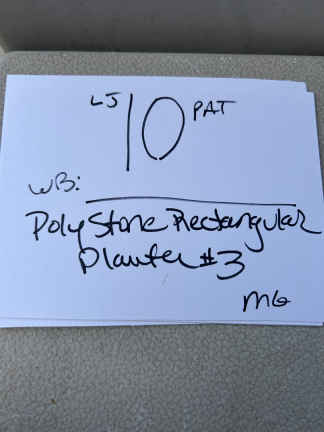 LJ 10 PAT
WB:
Poly Stone Rectangular
Planter #3
MG